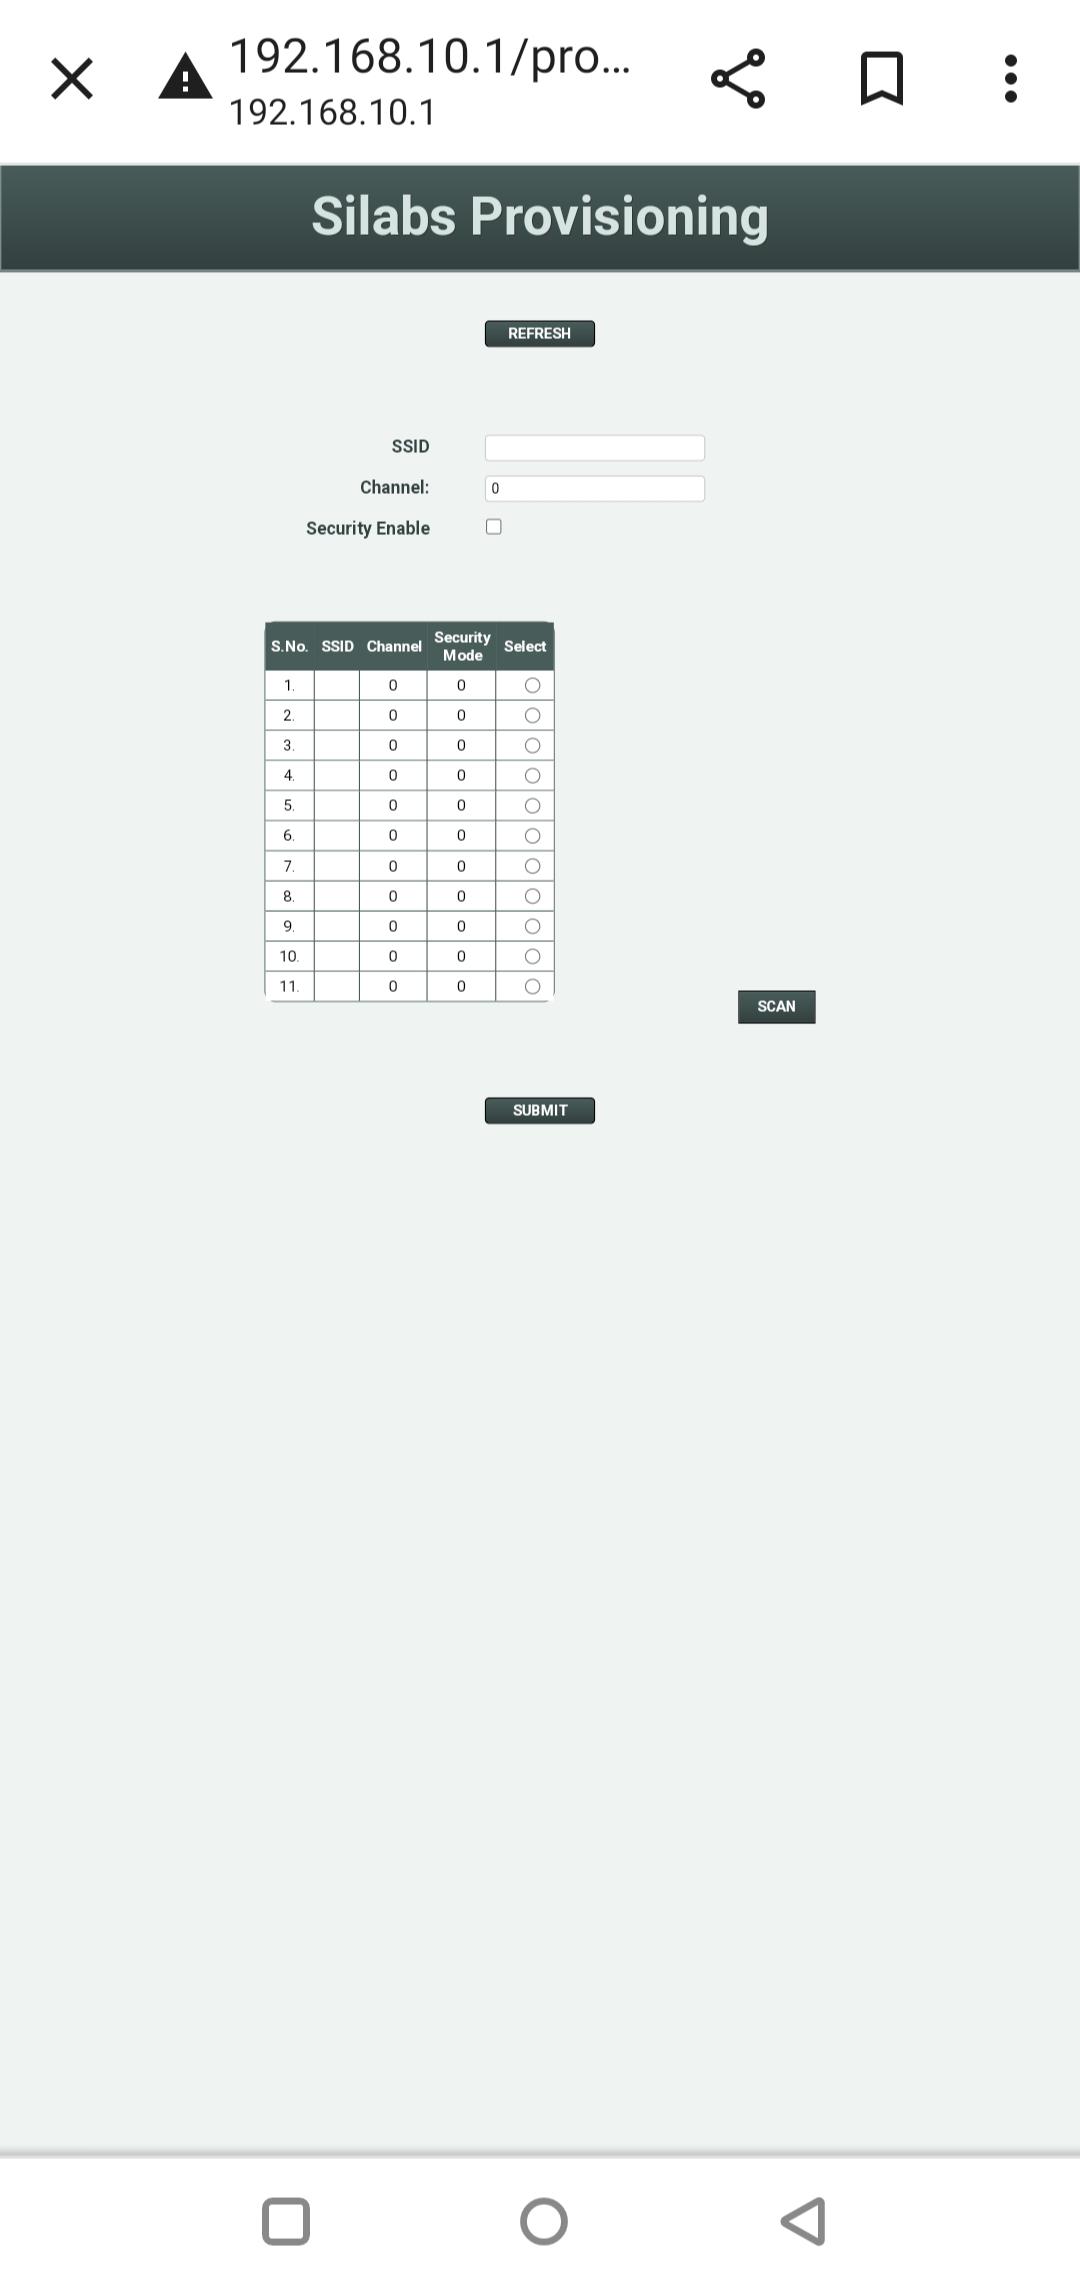 192.168.10.1/pro...
192.168.10.1
Silabs Provisioning
REFRESH
SSID
Channel: 0
Security Enable
S.No. SSID Channel Security Mode Select
1. 0 0
2. 0 0
3. 0 0
4. 0 0
5. 0 0
6. 0 0
7. 0 0
8. 0 0
9. 0 0
10. 0 0
11. 0 0
SCAN
SUBMIT